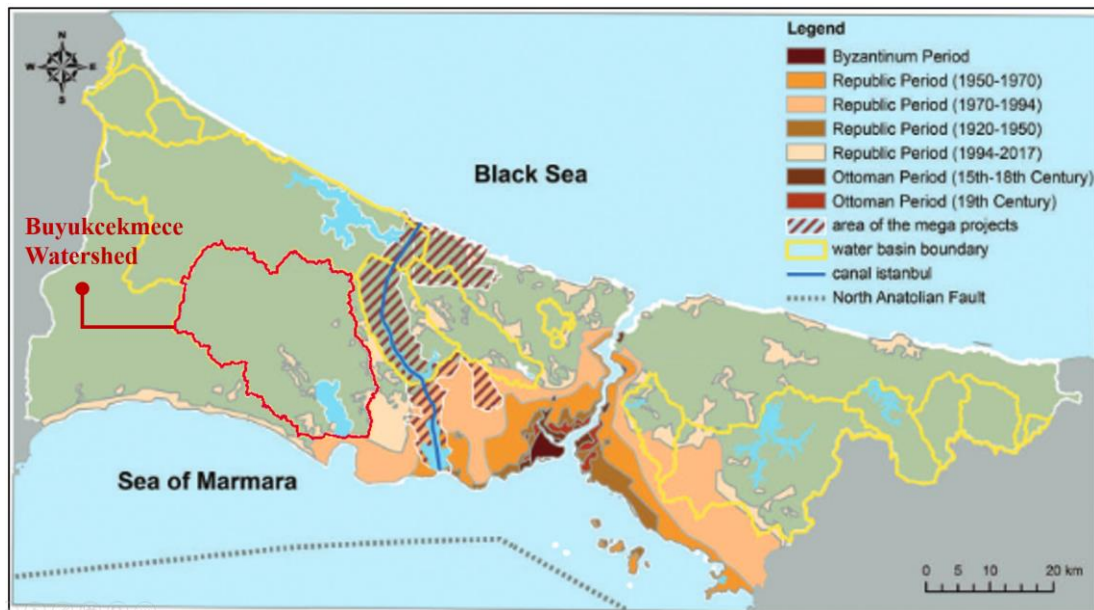 N
W E
S
Legend
Byzantinum Period
Republic Period (1950-1970)
Republic Period (1970-1994)
Republic Period (1920-1950)
Republic Period (1994-2017)
Ottoman Period (15th-18th Century)
Ottoman Period (19th Century)
area of the mega projects
water basin boundary
canal istanbul
North Anatolian Fault
Black Sea
Buyukcekmece
Watershed
Sea of Marmara
0 5 10 20 km